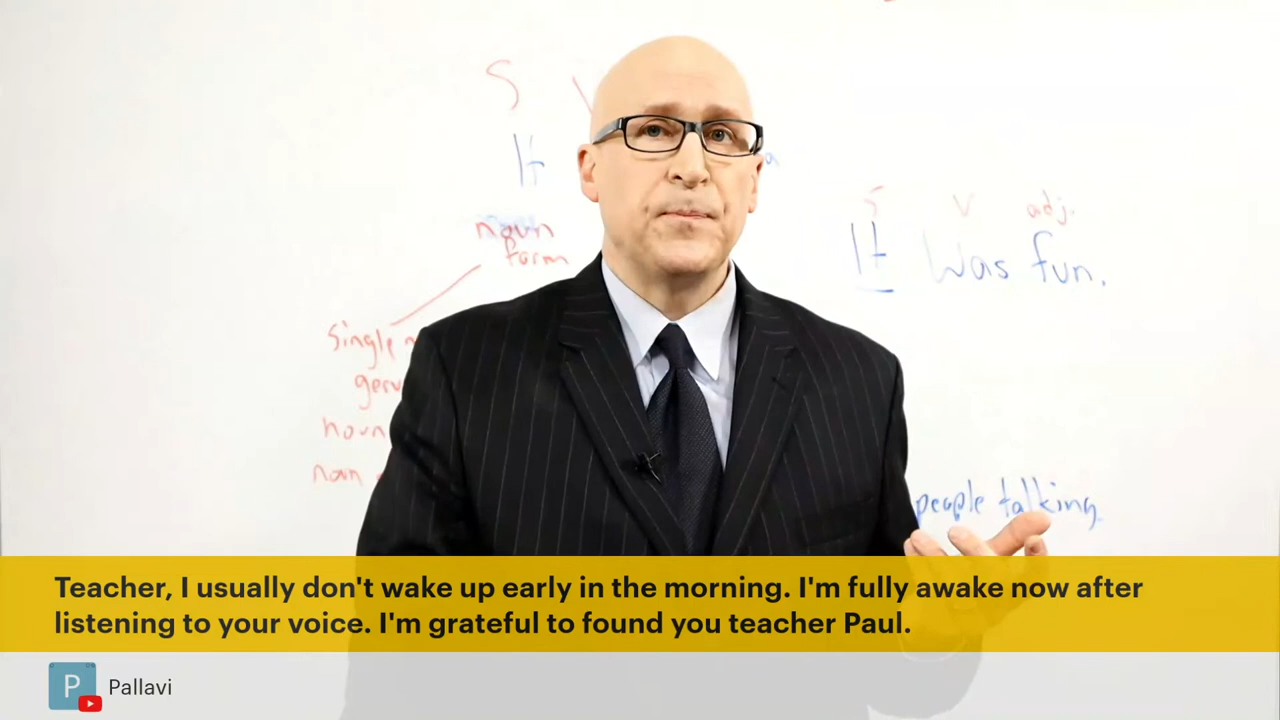 S V
It
noun
form
single
S V adj.
It was fun.
noun
people talking.
Teacher, I usually don't wake up early in the morning. I'm fully awake now after
listening to your voice. I'm grateful to found you teacher Paul.
P Pallavi